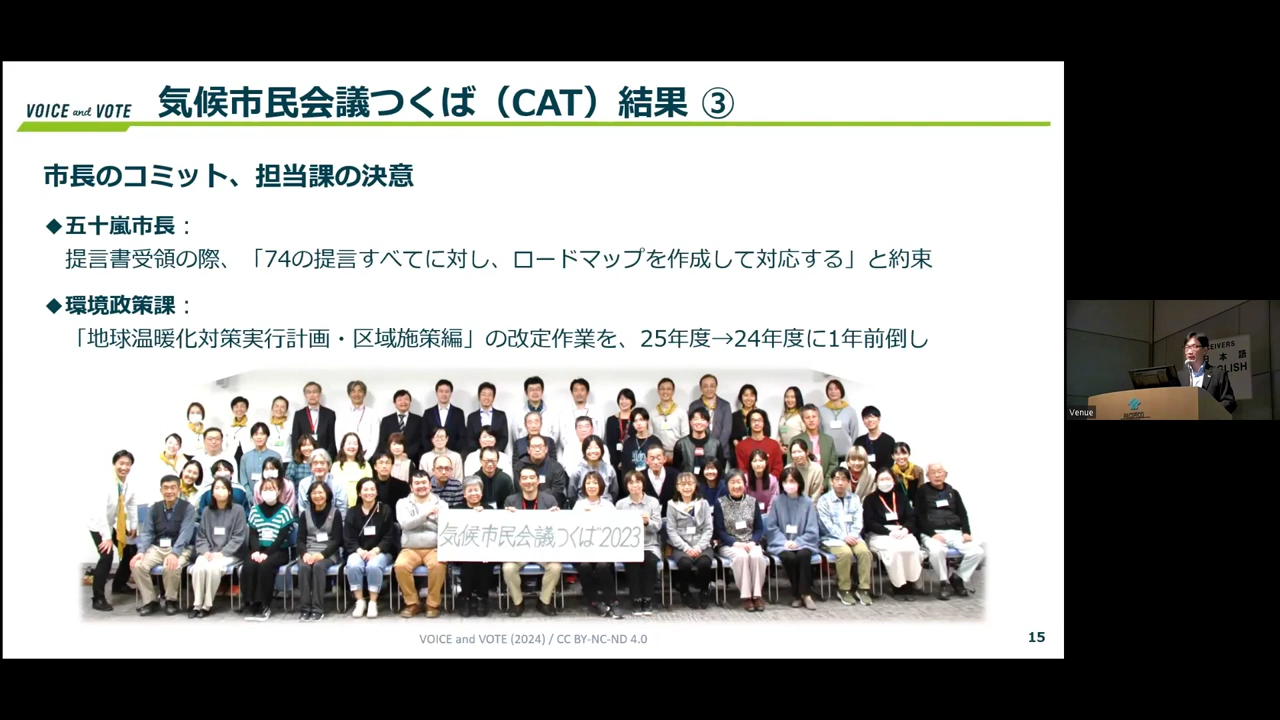 VOICE and VOTE
気候市民会議つくば（CAT）結果 ③
市長のコミット、担当課の決意
◆五十嵐市長：
提言書受領の際、「74の提言すべてに対し、ロードマップを作成して対応する」と約束
◆環境政策課：
「地球温暖化対策実行計画・区域施策編」の改定作業を、25年度→24年度に1年前倒し
気候市民会議つくば2023
VOICE and VOTE (2024) / CC BY-NC-ND 4.0
15
日本語
Venue